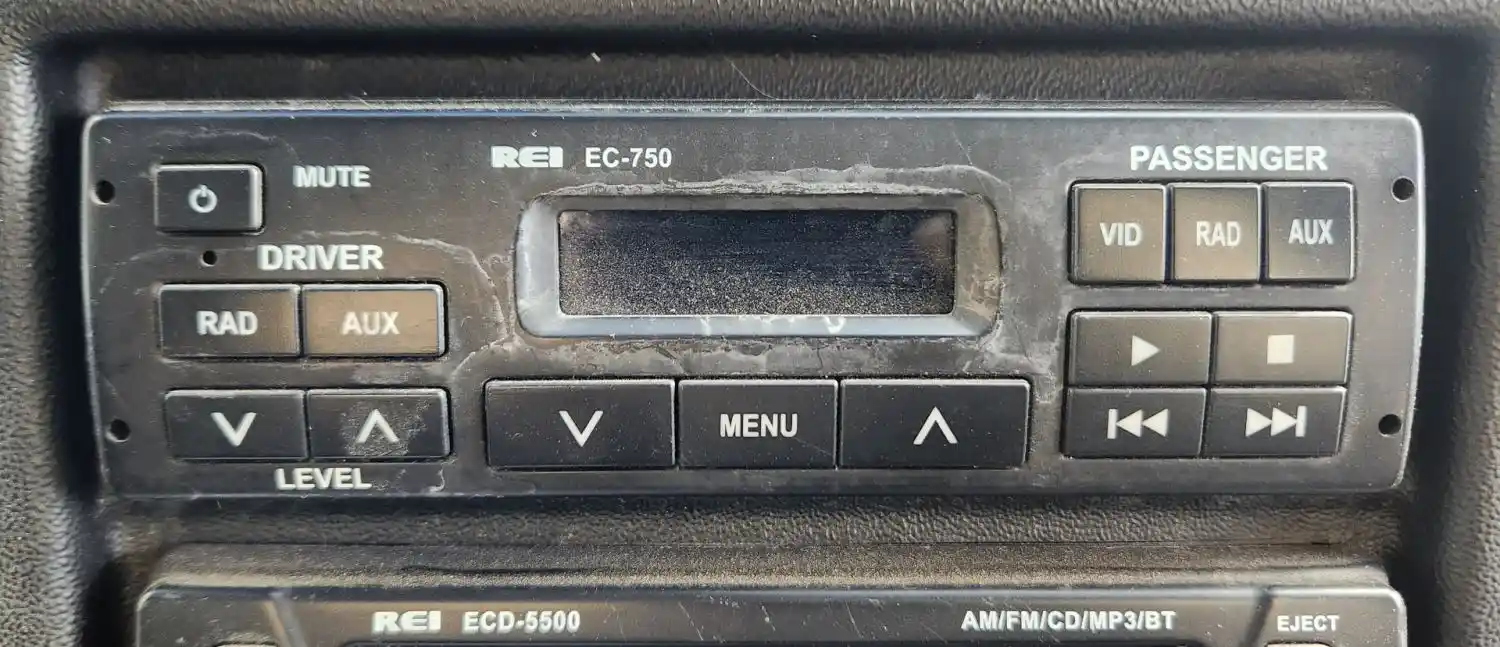 REI EC-750
MUTE
PASSENGER
VID RAD AUX
DRIVER
RAD AUX
MENU
LEVEL
REI ECD-5500
AM/FM/CD/MP3/BT
EJECT